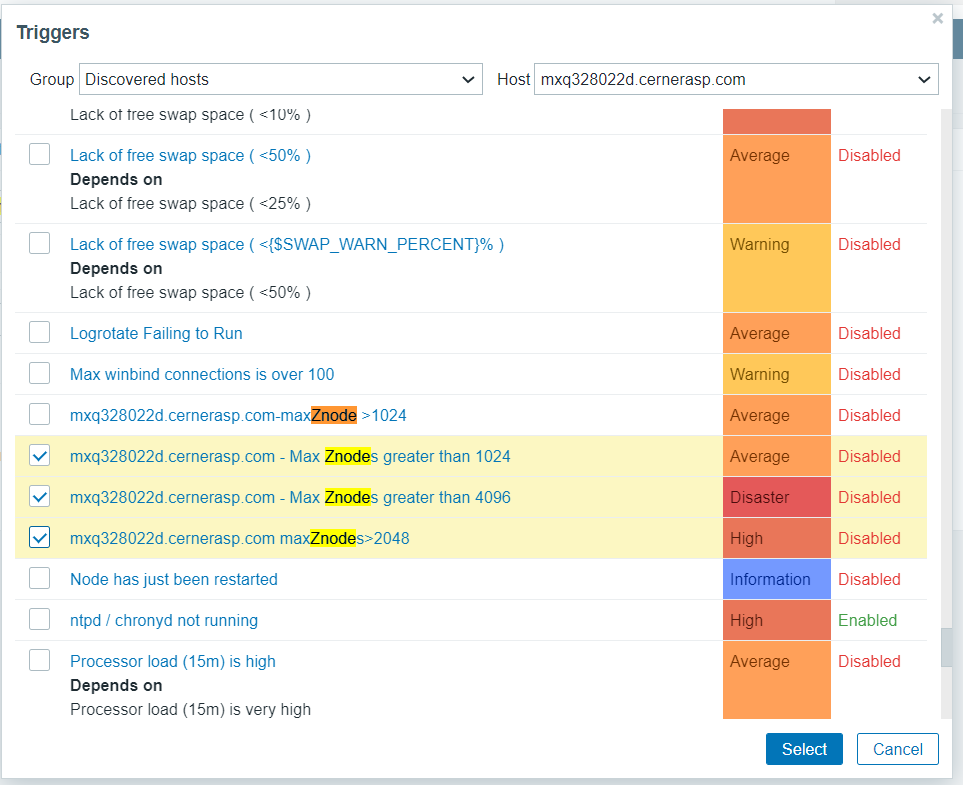 Triggers
×
Group Discovered hosts Host mxq328022d.cernerasp.com
Lack of free swap space ( <10% )
Lack of free swap space ( <50% ) Average Disabled
Depends on
Lack of free swap space ( <25% )
Lack of free swap space ( <{$SWAP_WARN_PERCENT}% ) Warning Disabled
Depends on
Lack of free swap space ( <50% )
Logrotate Failing to Run Average Disabled
Max winbind connections is over 100 Warning Disabled
mxq328022d.cernerasp.com-maxZnode >1024 Average Disabled
mxq328022d.cernerasp.com - Max Znodes greater than 1024 Average Disabled
mxq328022d.cernerasp.com - Max Znodes greater than 4096 Disaster Disabled
mxq328022d.cernerasp.com maxZnodes>2048 High Disabled
Node has just been restarted Information Disabled
ntpd / chronyd not running High Enabled
Processor load (15m) is high Average Disabled
Depends on
Processor load (15m) is very high
Select Cancel